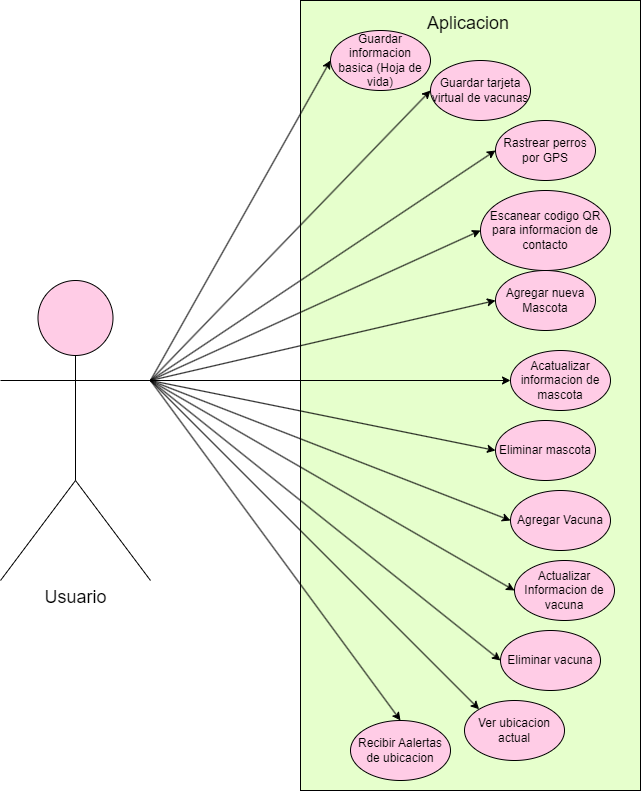 Aplicacion
Guardar
informacion
basica (Hoja de
vida)
Guardar tarjeta
virtual de vacunas
Rastrear perros
por GPS
Escanear codigo QR
para informacion de
contacto
Agregar nueva
Mascota
Acatualizar
informacion de
mascota
Eliminar mascota
Agregar Vacuna
Actualizar
Informacion de
vacuna
Usuario
Eliminar vacuna
Ver ubicacion
actual
Recibir Aalertas
de ubicacion